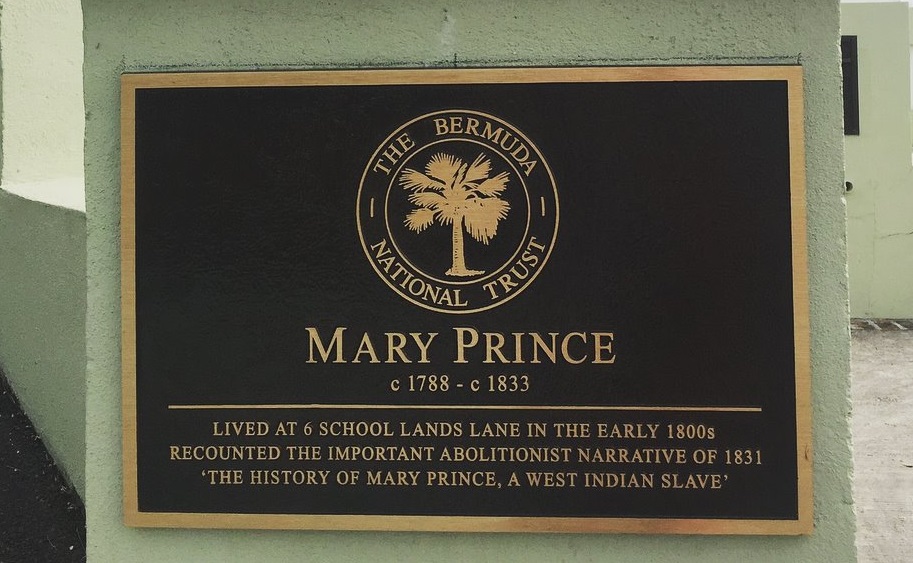 THE BERMUDA
NATIONAL TRUST
MARY PRINCE
c 1788 - c 1833
LIVED AT 6 SCHOOL LANDS LANE IN THE EARLY 1800s
RECOUNTED THE IMPORTANT ABOLITIONIST NARRATIVE OF 1831
‘THE HISTORY OF MARY PRINCE, A WEST INDIAN SLAVE’